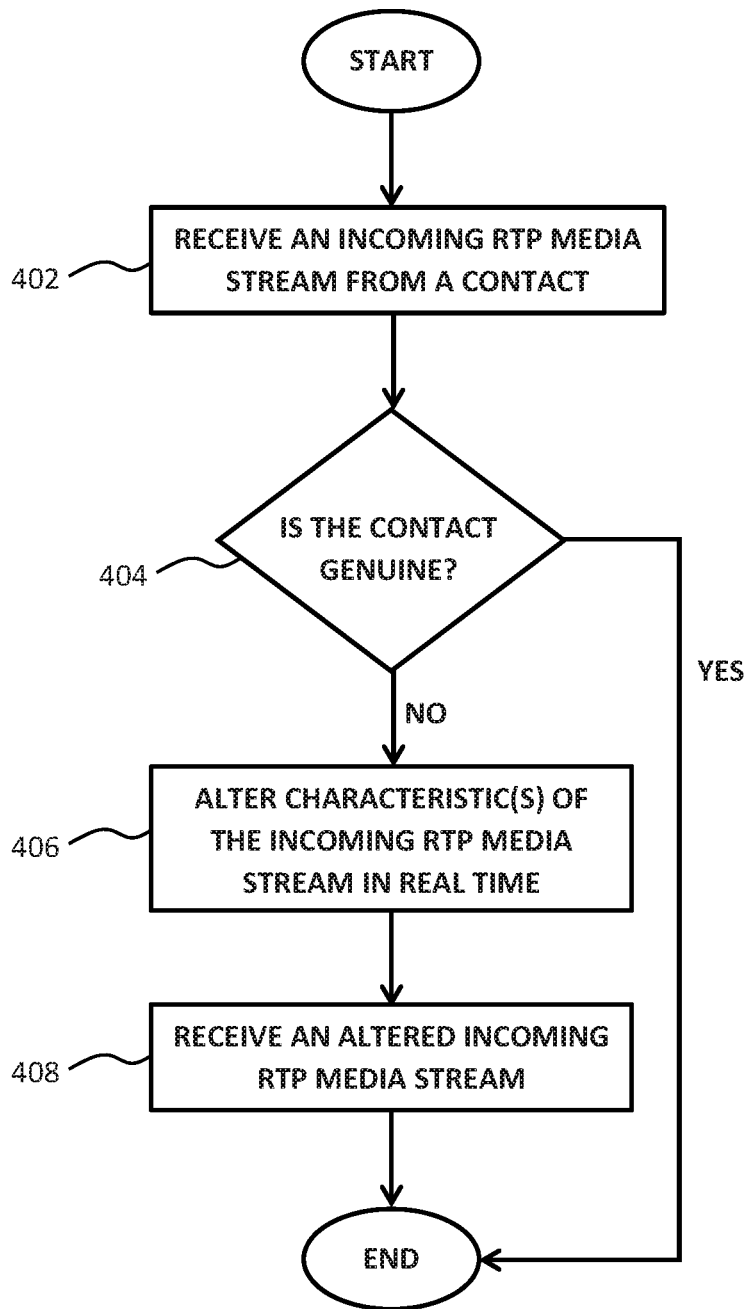 START
RECEIVE AN INCOMING RTP MEDIA
STREAM FROM A CONTACT
402
IS THE CONTACT
GENUINE?
404
YES
NO
ALTER CHARACTERISTIC(S) OF
THE INCOMING RTP MEDIA
STREAM IN REAL TIME
406
RECEIVE AN ALTERED INCOMING
RTP MEDIA STREAM
408
END